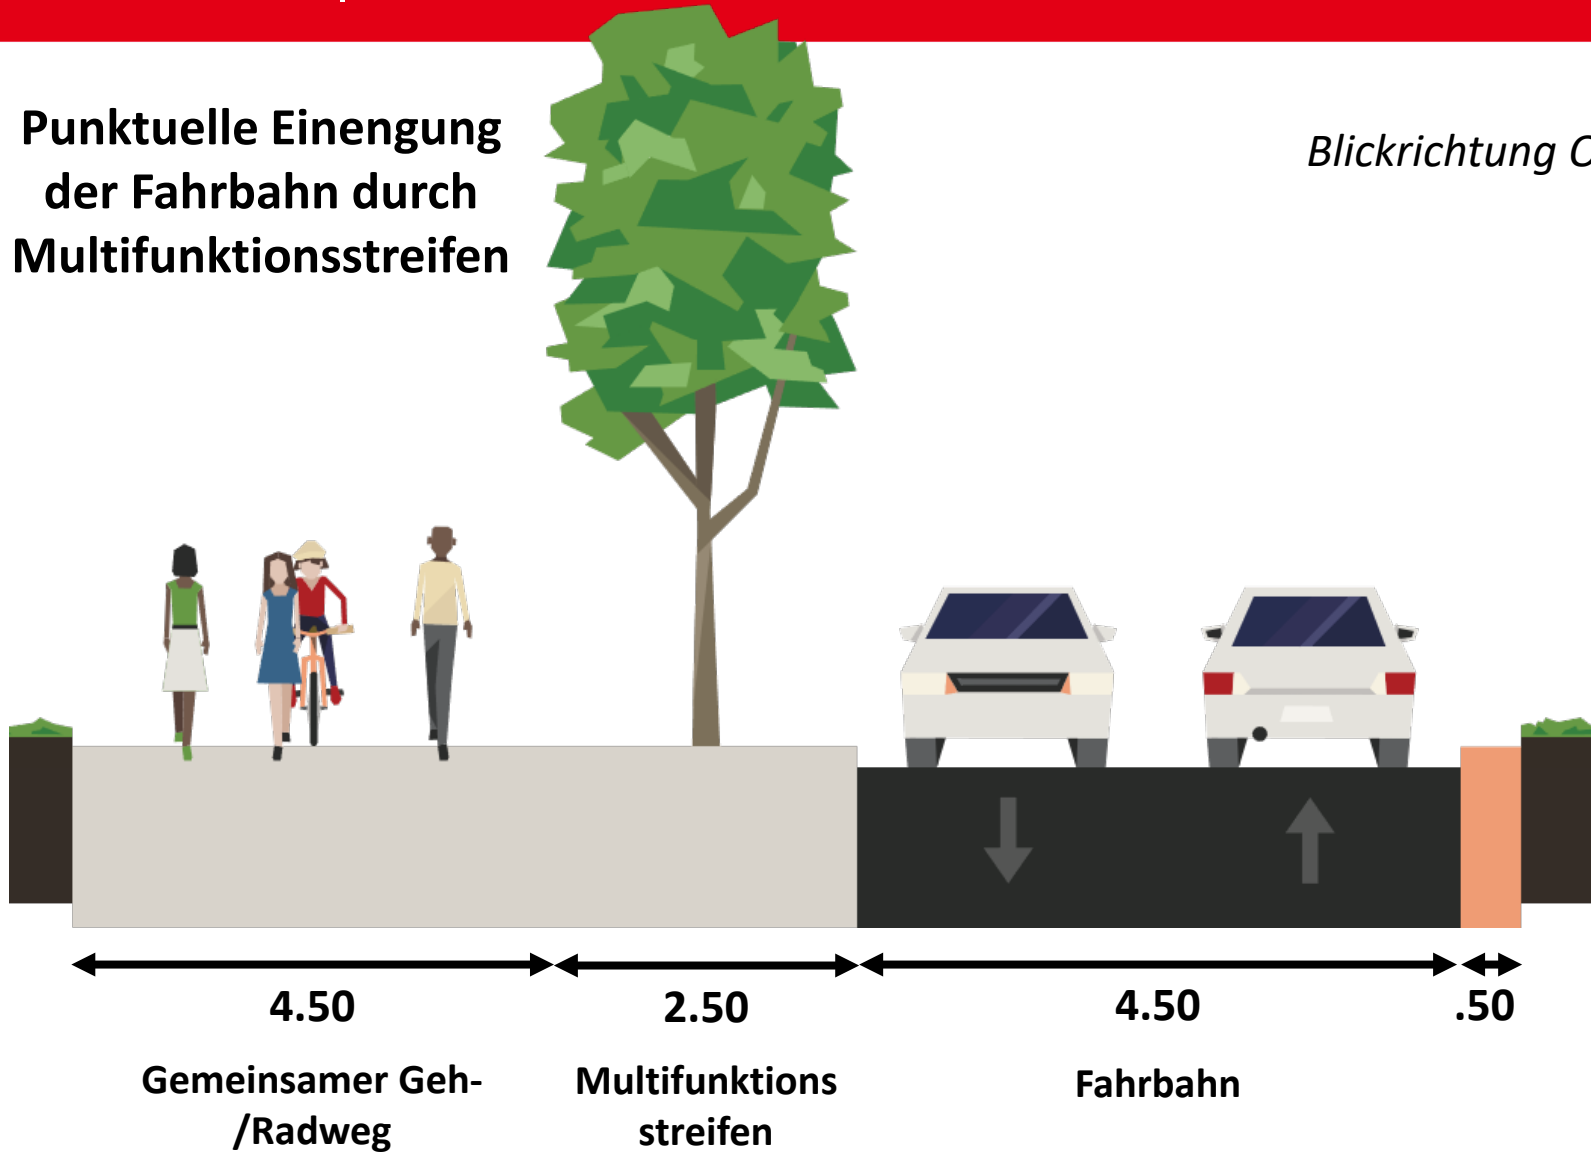 Punktuelle Einengung
der Fahrbahn durch
Multifunktionsstreifen
Blickrichtung
4.50
2.50
4.50
.50
Gemeinsamer Geh-
/Radweg
Multifunktions
streifen
Fahrbahn